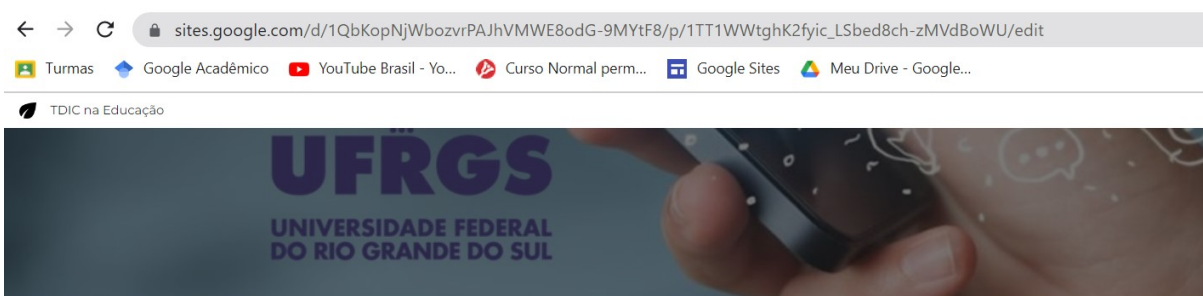 sites.google.com/d/1QbKopNjWbozvrPAJhVMWE8odG-9MYtF8/p/1TT1WWtghK2fyic_LSbed8ch-zMVdBoWU/edit
Turmas Google Acadêmico YouTube Brasil - Yo... Curso Normal perm... Google Sites Meu Drive - Google...
TDIC na Educação
UFRGS
UNIVERSIDADE FEDERAL
DO RIO GRANDE DO SUL